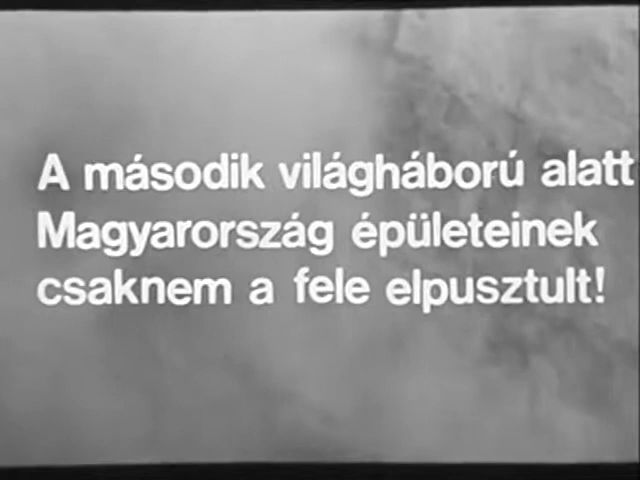 A második világháború alatt
Magyarország épületeinek
csaknem a fele elpusztult!